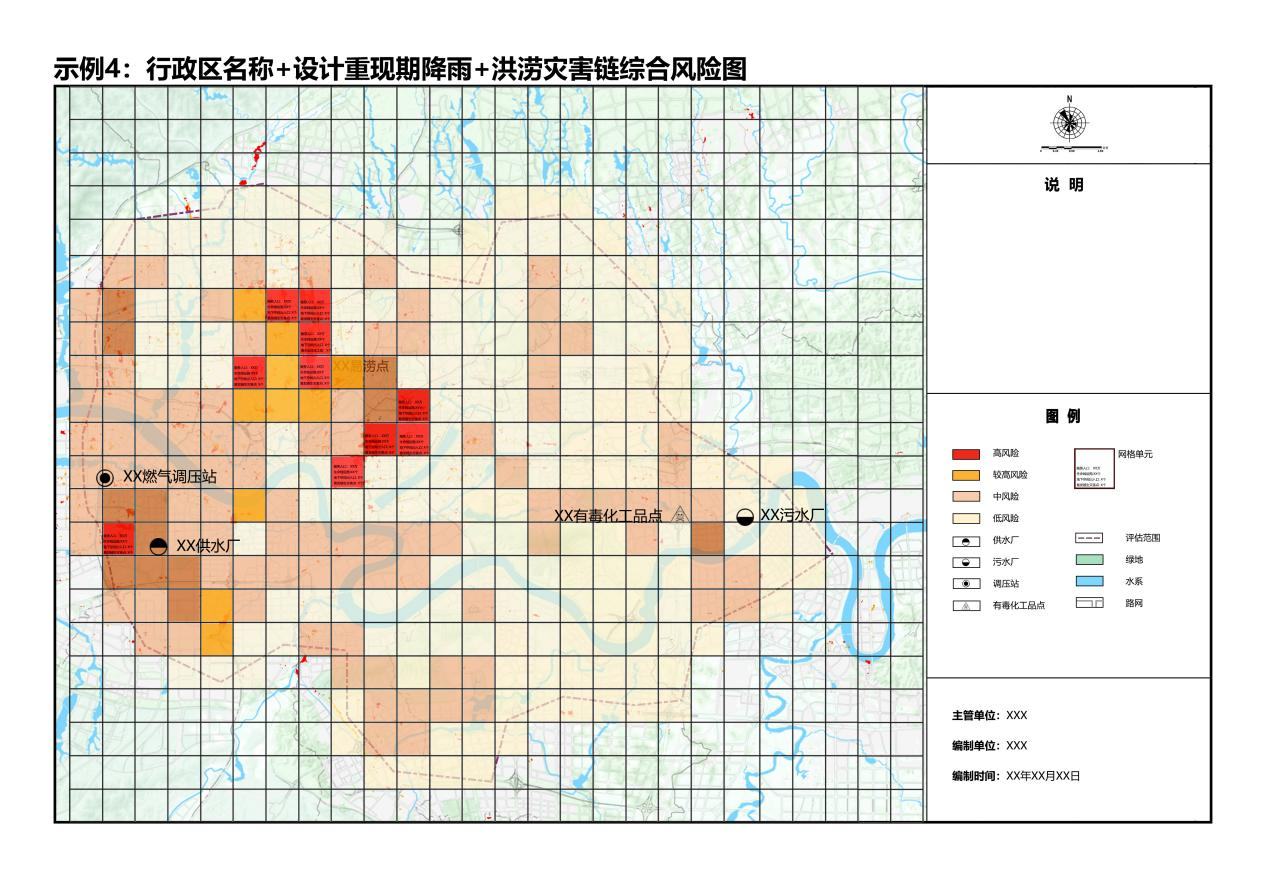 示例4：行政区名称+设计重现期降雨+洪涝灾害链综合风险图
N
说 明
XX易涝点
XX燃气调压站
XX有毒化工品点
XX污水厂
XX供水厂
图 例
高风险
网格单元
较高风险
中风险
低风险
供水厂
评估范围
污水厂
绿地
调压站
水系
有毒化工品点
路网
主管单位：XXX
编制单位：XXX
编制时间：XX年XX月XX日